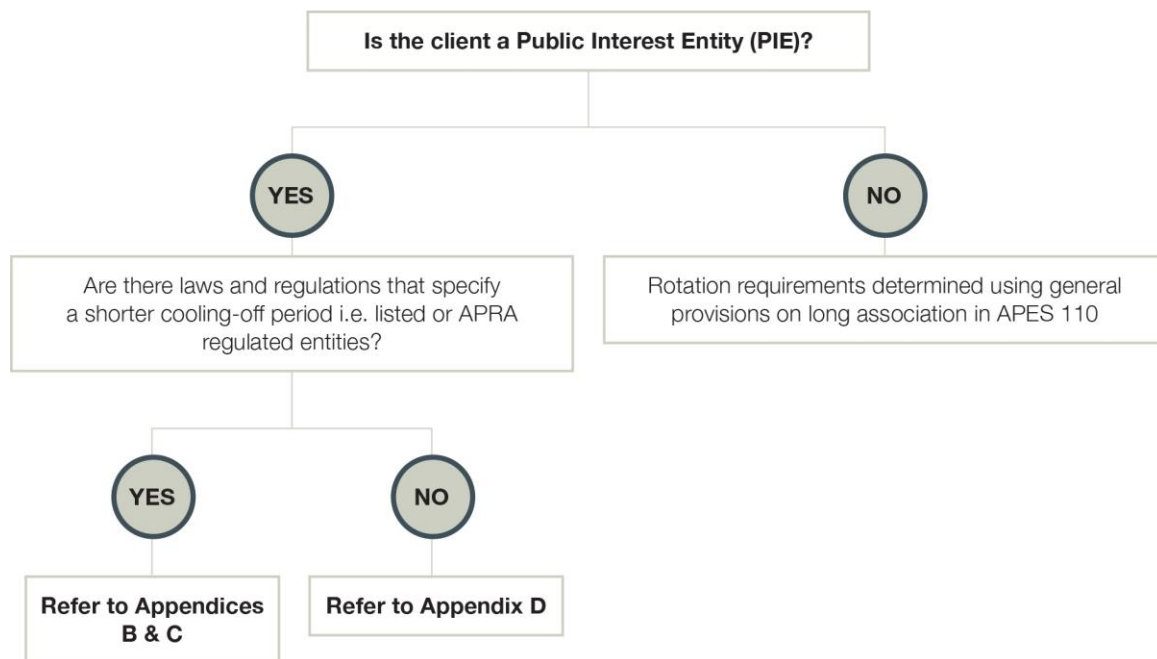 Is the client a Public Interest Entity (PIE)?
YES
NO
Are there laws and regulations that specify
a shorter cooling-off period i.e. listed or APRA
regulated entities?
Rotation requirements determined using general
provisions on long association in APES 110
YES
NO
Refer to Appendices
B & C
Refer to Appendix D